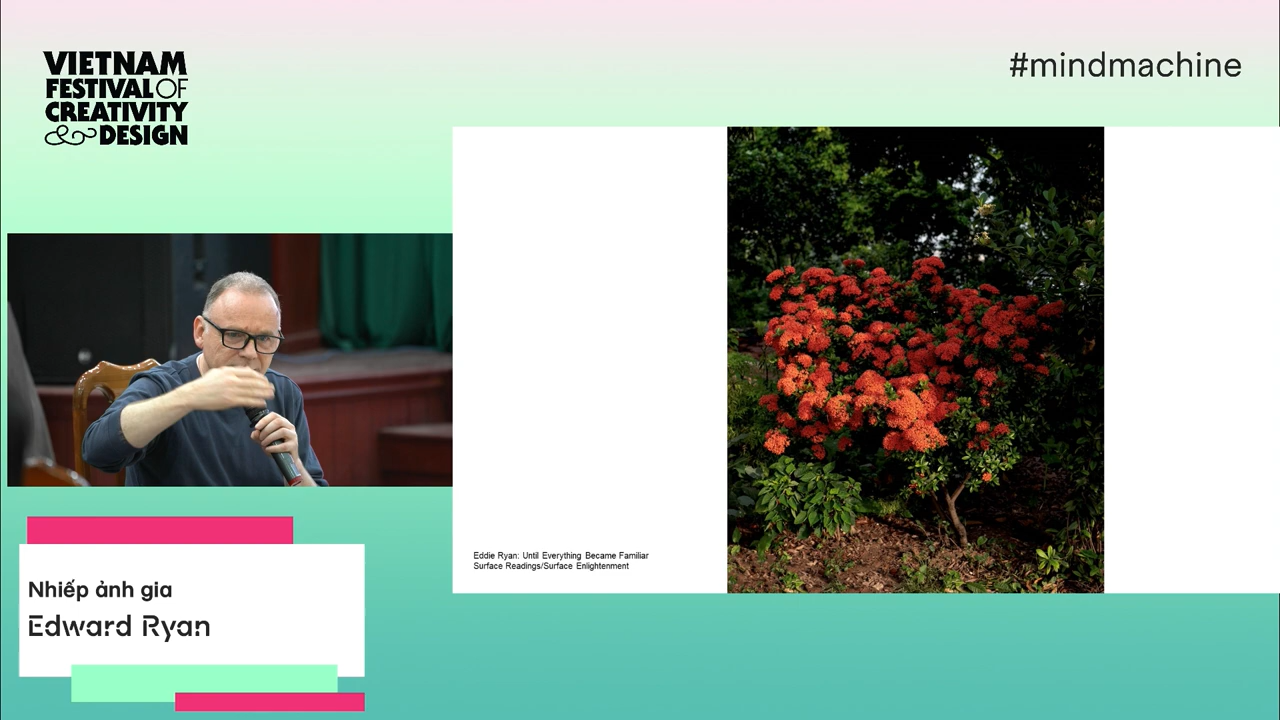 VIETNAM
FESTIVAL OF
CREATIVITY
& DESIGN
#mindmachine
Eddie Ryan: Until Everything Became Familiar
Surface Readings/Surface Enlightenment
Nhiếp ảnh gia
Edward Ryan